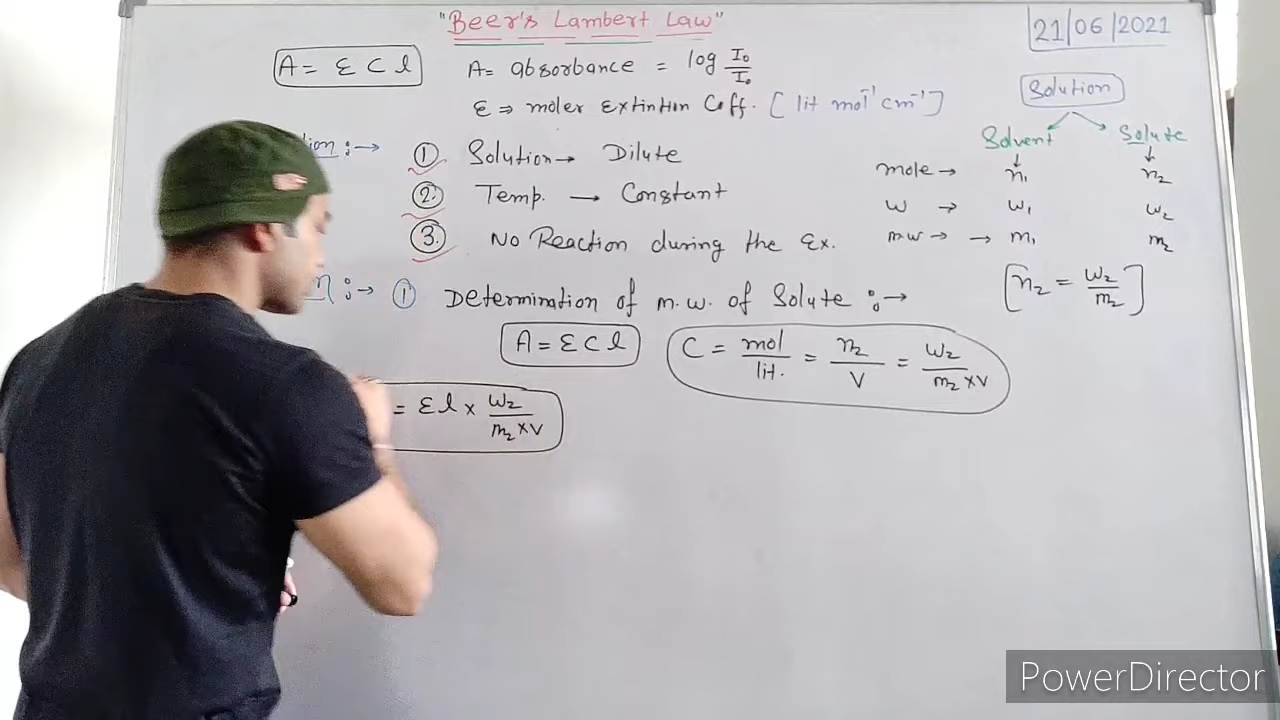 "Beer's Lambert Law"
21/06/2021
A = ε C l
A = absorbance = log I₀/I₀
ε ⇒ moler Extintion Coff. [lit mol⁻¹ cm⁻¹]
tion :→
① Solution → Dilute
② Temp. → Constant
③. No Reaction during the Ex.
Solution
Solvent Solute
mole → n₁ n₂
w → w₁ w₂
mw → → m₁ m₂
[n₂ = w₂/m₂]
:→ ① Determination of m.w. of Solute :→
A = ε C l
C = mol/lit. = n₂/V = w₂/m₂ × V
= ε l × w₂/m₂ × V
PowerDirector